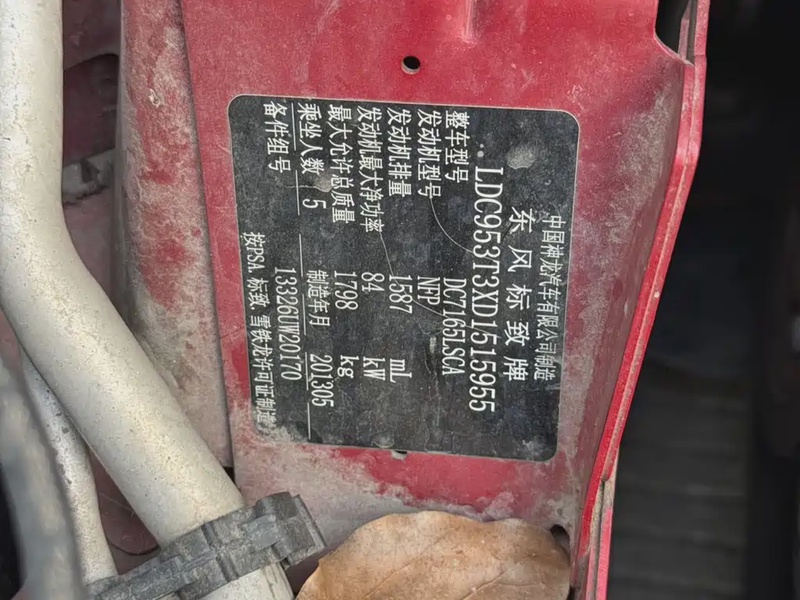 中国神龙汽车有限公司制造
东风标致牌
LDC953T3XD1515955
整车型号 DC7165LSCA
发动机型号 NFP
发动机排量 1587 mL
发动机最大净功率 84 kW
最大允许总质量 1798 kg
乘坐人数 5 制造年月 201305
备件组号 13326UW20170
按PSA 标致 雪铁龙许可证制造